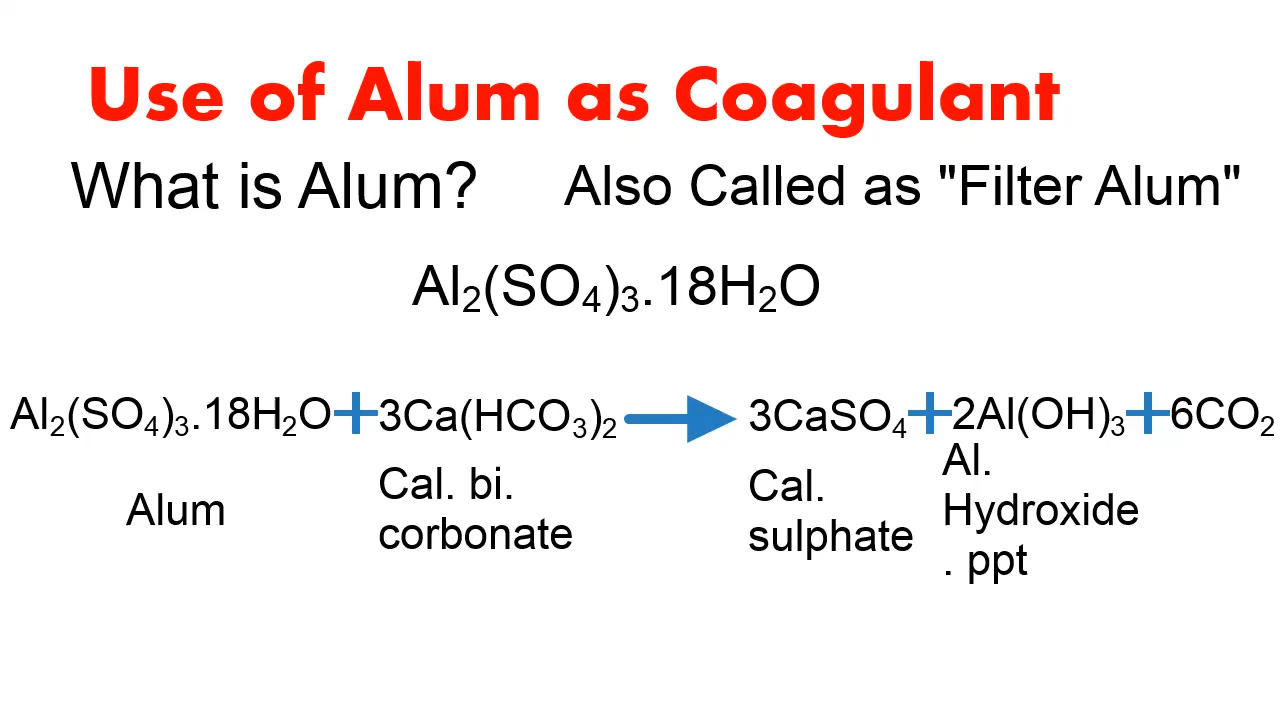 Use of Alum as Coagulant
What is Alum? Also Called as "Filter Alum"
Al₂(SO₄)₃.18H₂O
Al₂(SO₄)₃.18H₂O+3Ca(HCO₃)₂→3CaSO₄+2Al(OH)₃+6CO₂
Alum
Cal. bi.
corbonate
Cal.
sulphate
Al.
Hydroxide
. ppt